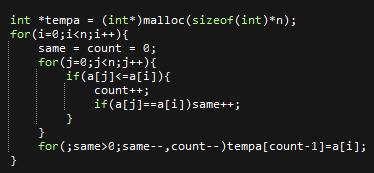 int *tempa = (int*)malloc(sizeof(int)*n);
for(i=0;i<n;i++){
same = count = 0;
for(j=0;j<n;j++){
if(a[j]<=a[i]){
count++;
if(a[j]==a[i])same++;
}
}
for(;same>0;same--,count--)tempa[count-1]=a[i];
}